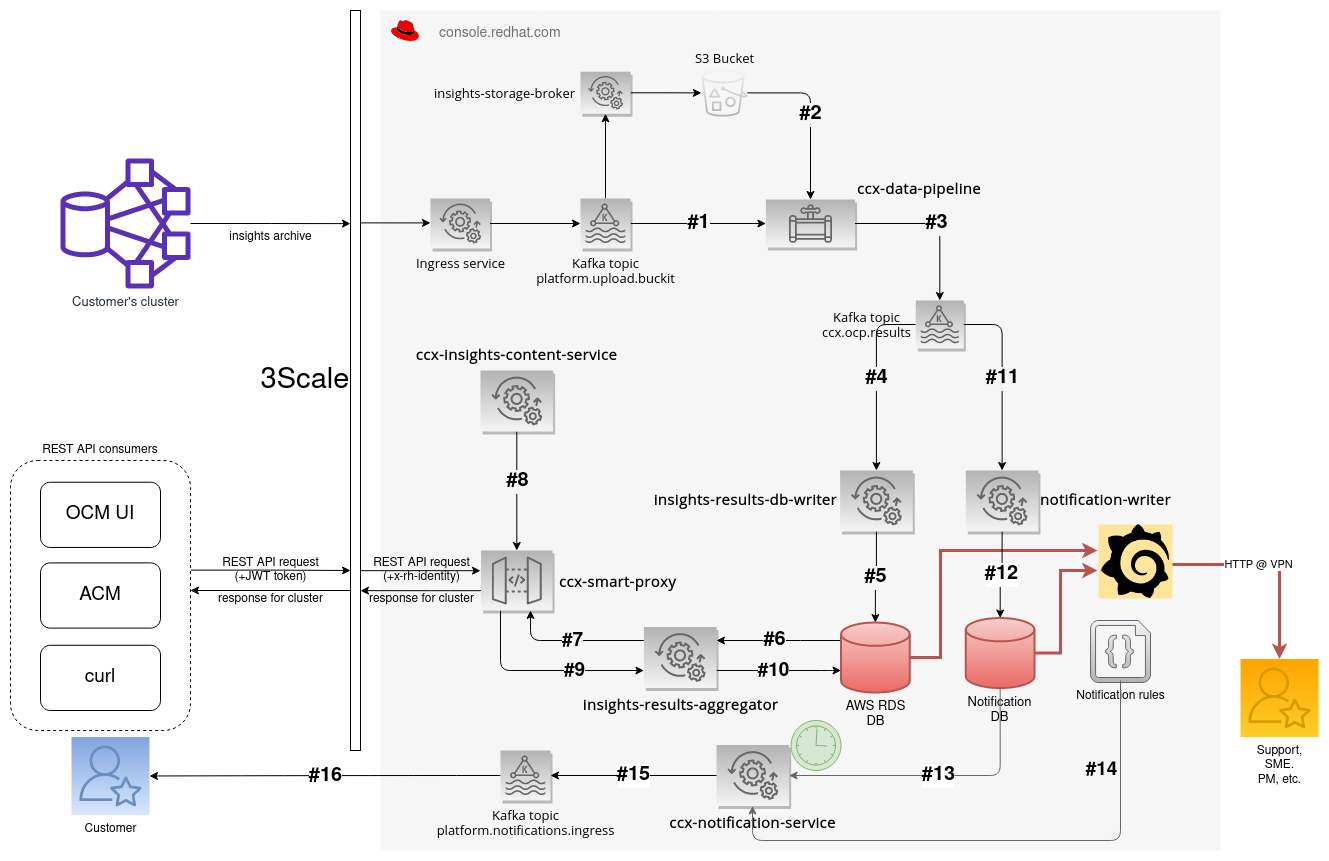 console.redhat.com
S3 Bucket
insights-storage-broker
#2
ccx-data-pipeline
#1
#3
insights archive
Ingress service
Kafka topic
platform.upload.buckit
K
Customer's cluster
Kafka topic
ccx.ocp.results
K
3Scale
ccx-insights-content-service
#4
#11
REST API consumers
#8
OCM UI
insights-results-db-writer
notification-writer
REST API request
(+JWT token)
response for cluster
REST API request
(+x-rh-identity)
response for cluster
</>
ccx-smart-proxy
#5
#12
HTTP @ VPN
ACM
#7
#6
#9
#10
curl
{}
insights-results-aggregator
AWS RDS
DB
Notification
DB
Notification rules
Support,
SME.
PM, etc.
#16
K
#15
#13
#14
Customer
Kafka topic
platform.notifications.ingress
ccx-notification-service